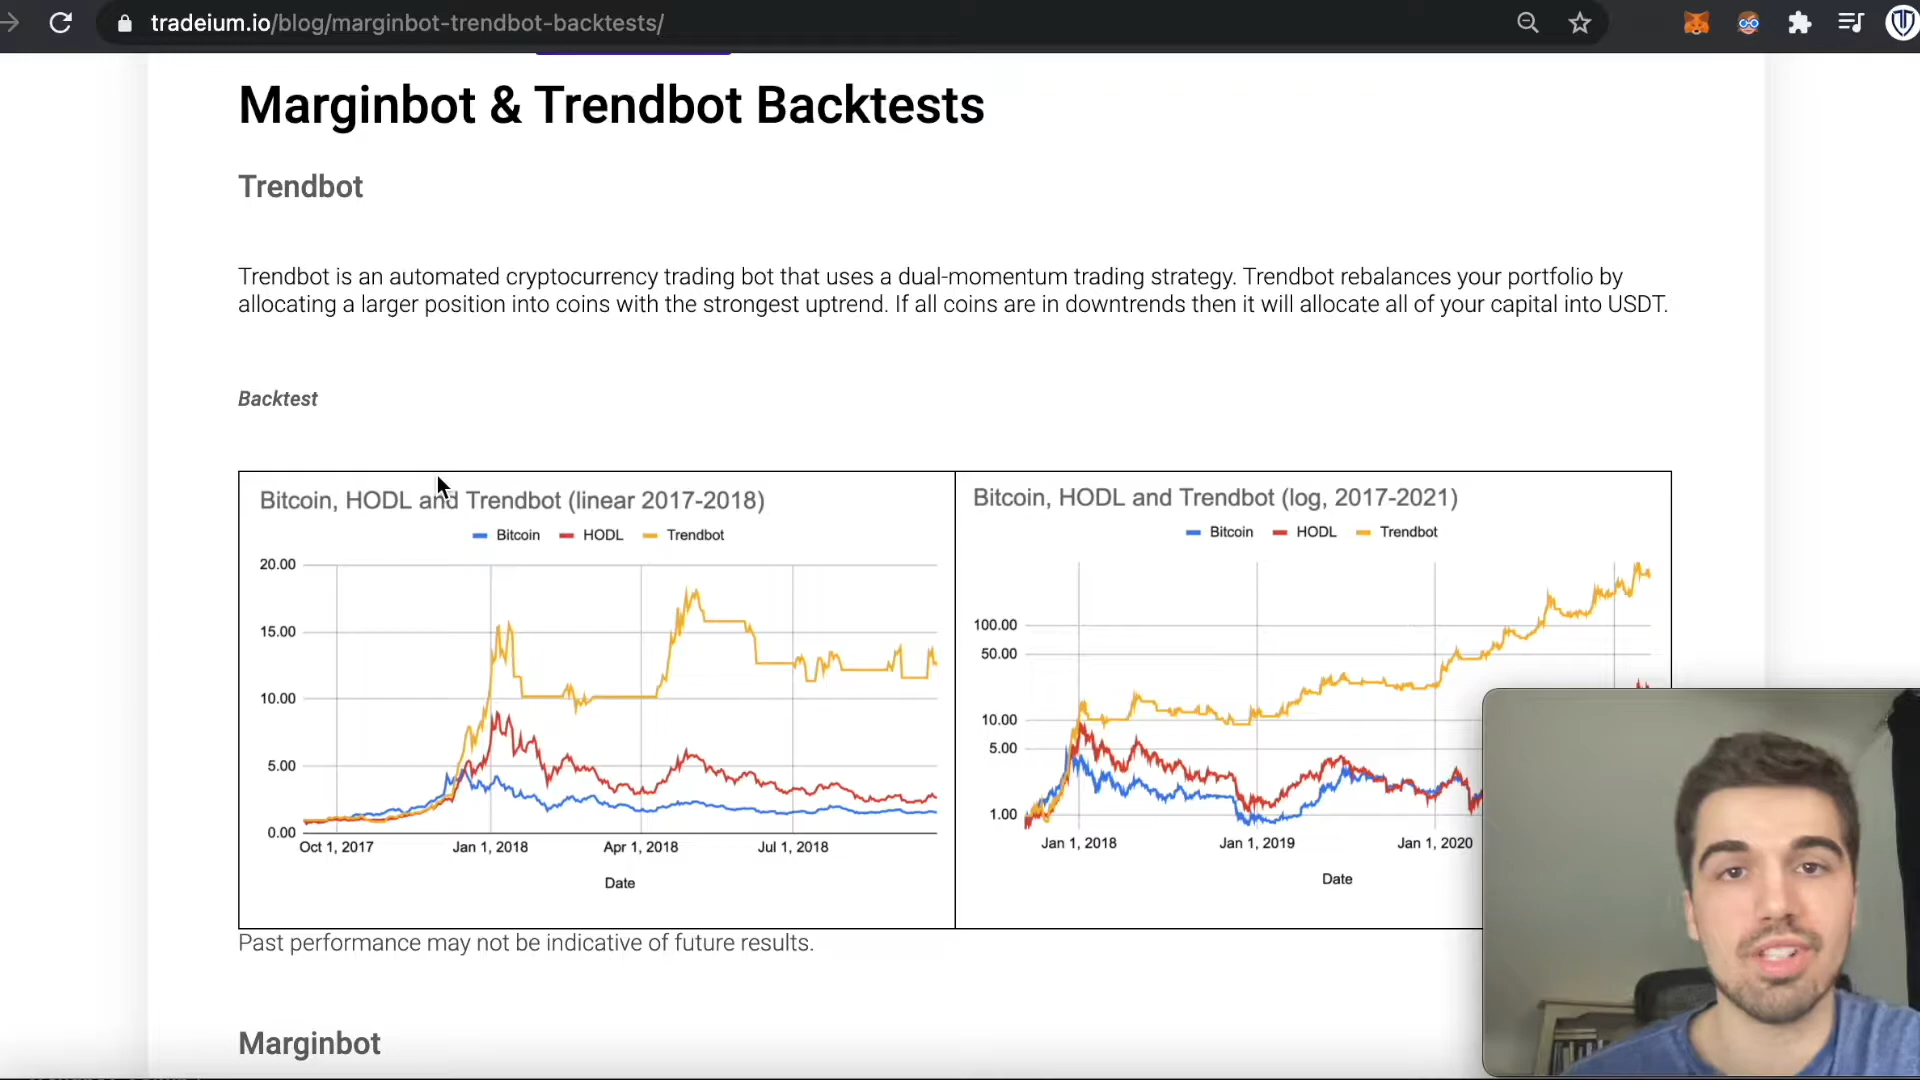 tradeium.io/blog/marginbot-trendbot-backtests/
Marginbot & Trendbot Backtests
Trendbot
Trendbot is an automated cryptocurrency trading bot that uses a dual-momentum trading strategy. Trendbot rebalances your portfolio by
allocating a larger position into coins with the strongest uptrend. If all coins are in downtrends then it will allocate all of your capital into USDT.
Backtest
Bitcoin, HODL and Trendbot (linear 2017-2018)
Bitcoin HODL Trendbot
20.00
15.00
10.00
5.00
0.00
Oct 1, 2017 Jan 1, 2018 Apr 1, 2018 Jul 1, 2018
Date
Bitcoin, HODL and Trendbot (log, 2017-2021)
Bitcoin HODL Trendbot
100.00
50.00
10.00
5.00
1.00
Jan 1, 2018 Jan 1, 2019 Jan 1, 2020
Date
Past performance may not be indicative of future results.
Marginbot